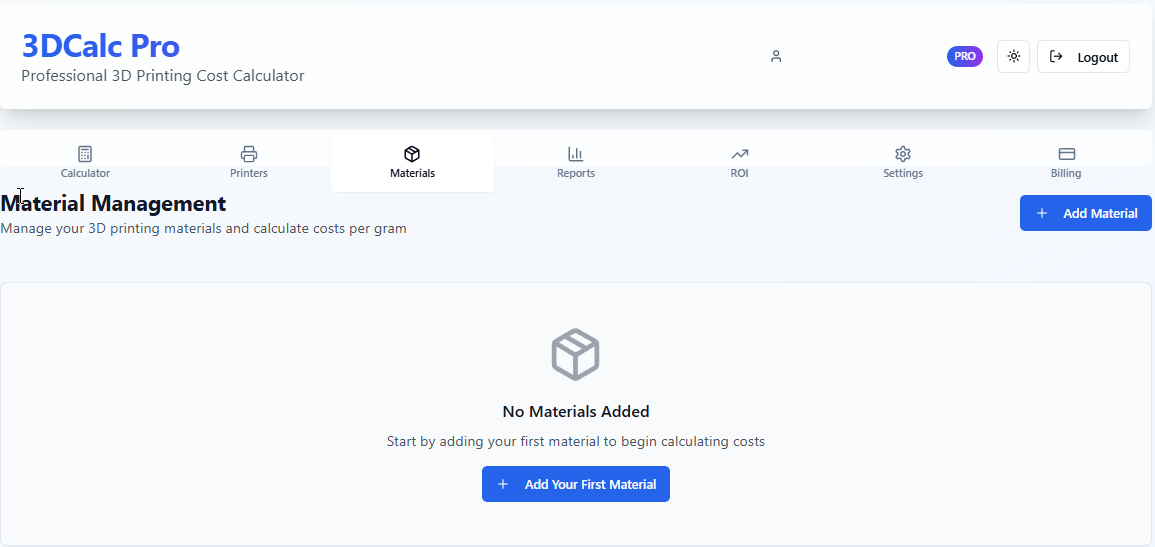 3DCalc Pro
Professional 3D Printing Cost Calculator
PRO
Logout
Calculator
Printers
Materials
Reports
ROI
Settings
Billing
Material Management
Manage your 3D printing materials and calculate costs per gram
Add Material
No Materials Added
Start by adding your first material to begin calculating costs
Add Your First Material